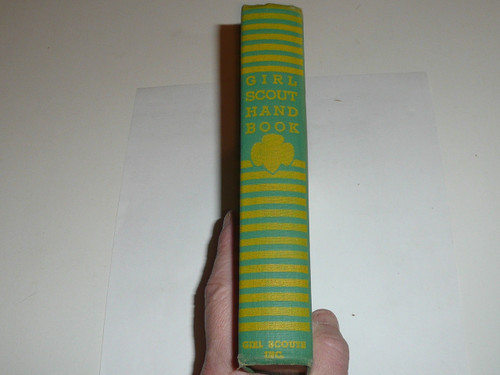 GIRL
SCOUT
HAND
BOOK
GIRL SCOUTS
INC.